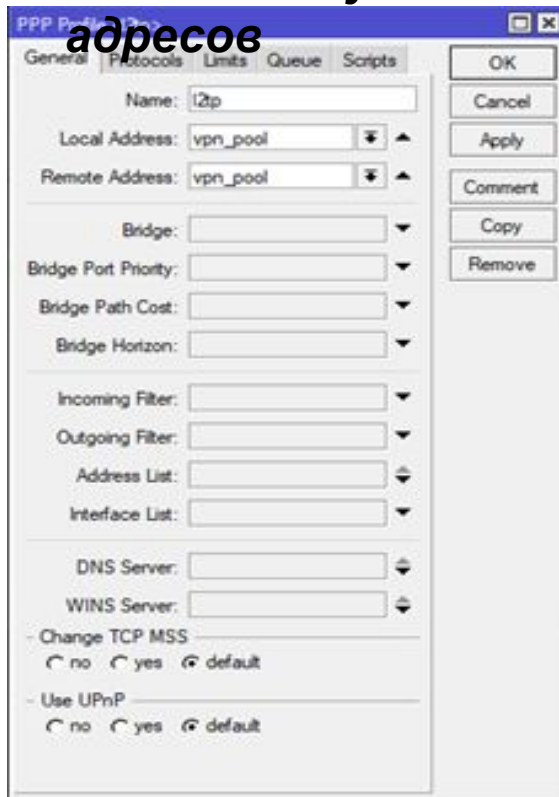 адресов
PPP Profile
General Protocols Limits Queue Scripts
Name: l2tp
Local Address: vpn_pool
Remote Address: vpn_pool
Bridge:
Bridge Port Priority:
Bridge Path Cost:
Bridge Horizon:
Incoming Filter:
Outgoing Filter:
Address List:
Interface List:
DNS Server:
WINS Server:
Change TCP MSS
no yes default
Use UPnP
no yes default
OK
Cancel
Apply
Comment
Copy
Remove